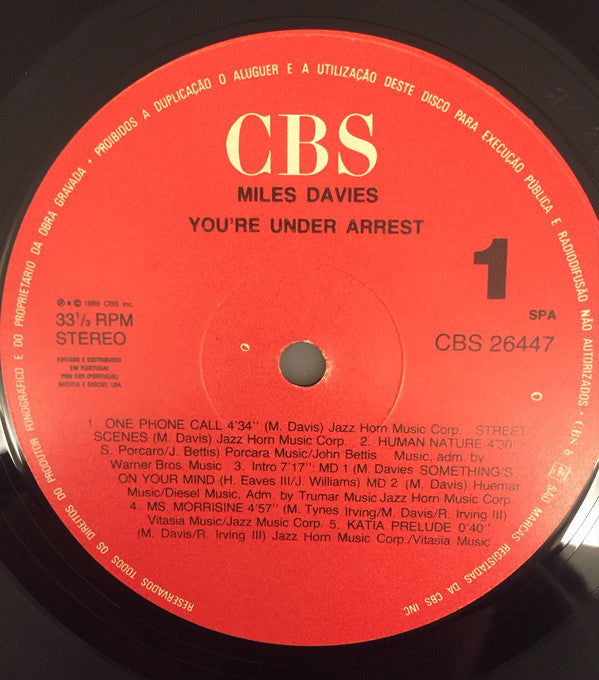 RESERVADOS TODOS OS DIREITOS DO PRODUTOR FONOGRÁFICO E DO PROPRIETÁRIO DA OBRA GRAVADA • PROIBIDOS A DUPLICAÇÃO O ALUGUER E A UTILIZAÇÃO DESTE DISCO PARA EXECUÇÃO PÚBLICA E RADIODIFUSÃO NÃO AUTORIZADOS • CBS & SÃO MARCAS REGISTADAS DA CBS INC
CBS
MILES DAVIES
YOU'RE UNDER ARREST
1
℗ & © 1985 CBS Inc.
33 1/3 RPM
STEREO
SPA
CBS 26447
EDITADO E DISTRIBUIDO
EM PORTUGAL
POR CBS (PORTUGAL)
MÚSICA E DISCOS, LDA
1. ONE PHONE CALL 4'34" (M. Davis) Jazz Horn Music Corp. STREET
SCENES (M. Davis) Jazz Horn Music Corp. 2. HUMAN NATURE 4'30"
S. Porcaro/J. Bettis) Porcara Music/John Bettis Music, adm. by
Warner Bros. Music 3. Intro 7'17": MD 1 (M. Davies SOMETHING'S
ON YOUR MIND (H. Eaves III/J. Williams) MD 2 (M. Davis) Huemar
Music/Diesel Music, Adm. by Trumar Music Jazz Horn Music Corp.
4. MS. MORRISINE 4'57" (M. Tynes Irving/M. Davis/R. Irving III)
Vitasia Music/Jazz Horn Music Corp. 5. KATIA PRELUDE 0'40"
(M. Davis/R. Irving III) Jazz Horn Music Corp./Vitasia Music